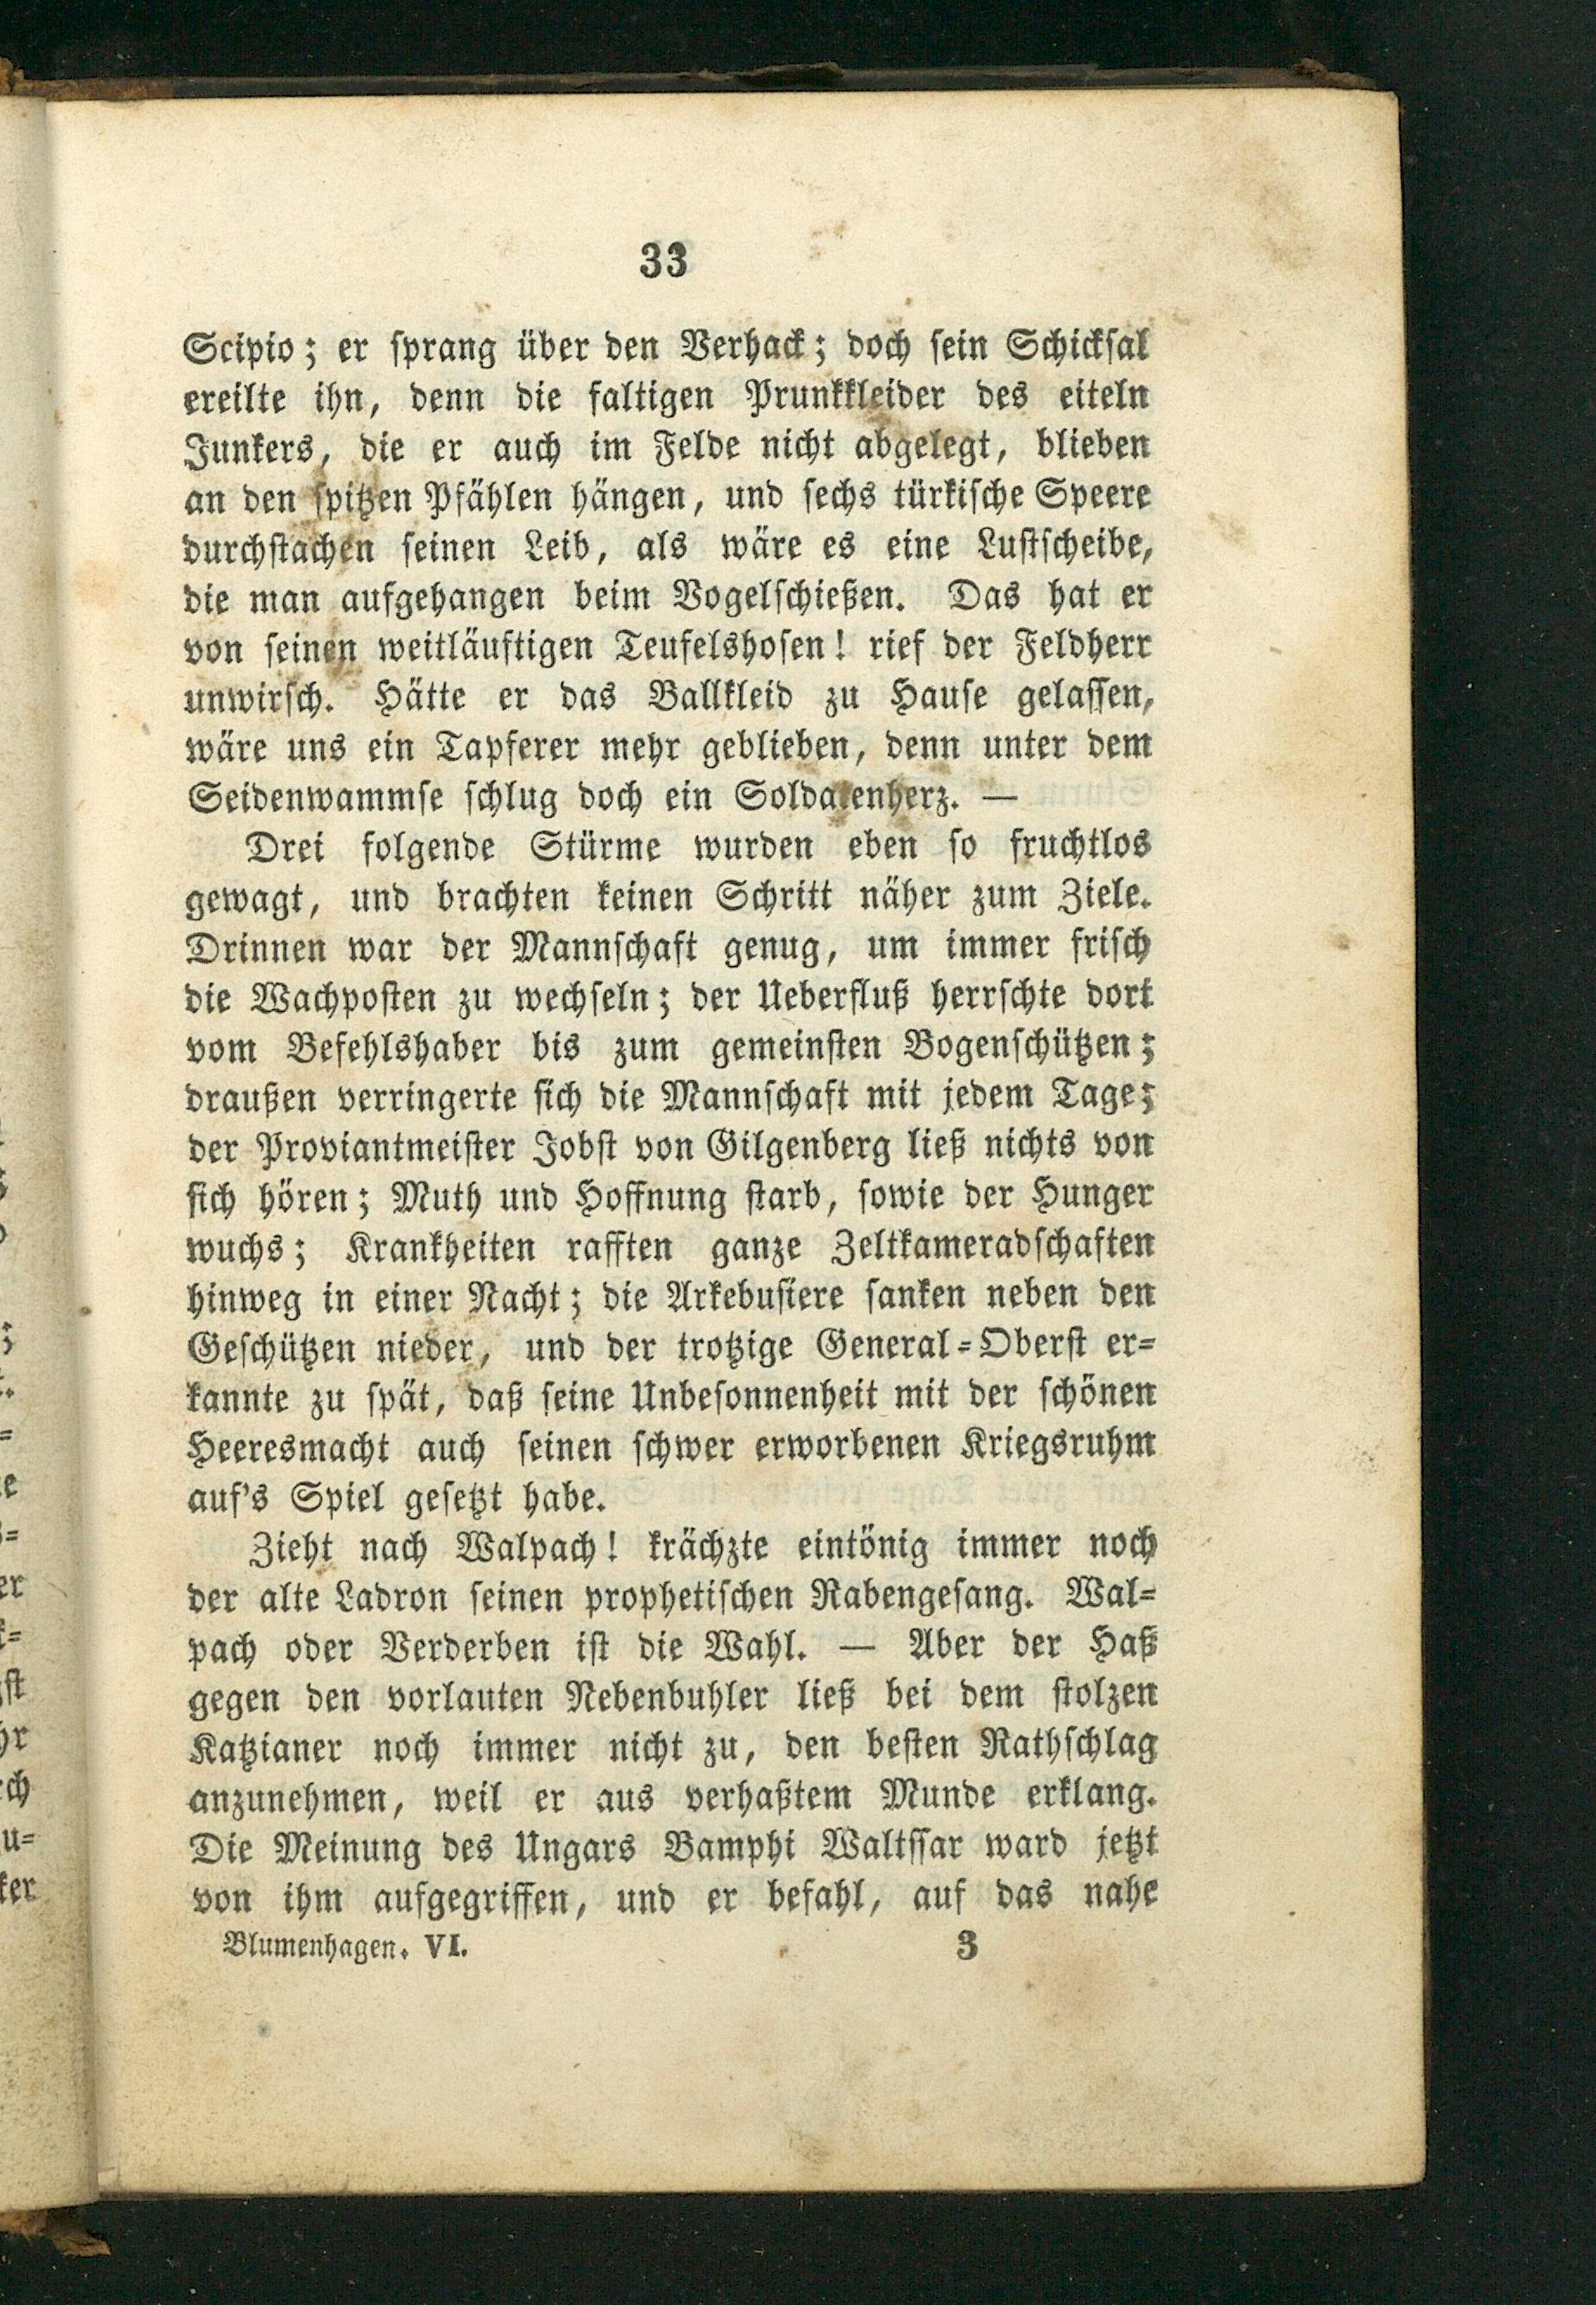 33
Scipio; er sprang über den Verhack; doch sein Schicksal
ereilte ihn, denn die faltigen Prunkkleider des eiteln
Junkers, die er auch im Felde nicht abgelegt, blieben
an den spitzen Pfählen hängen, und sechs türkische Speere
durchstachen seinen Leib, als wäre es eine Lustscheibe,
die man aufgehangen beim Vogelschießen. Das hat er
von seinen weitläuftigen Teufelshosen! rief der Feldherr
unwirsch. Hätte er das Ballkleid zu Hause gelassen,
wäre uns ein Tapferer mehr geblieben, denn unter dem
Seidenwammse schlug doch ein Soldatenherz. —
Drei folgende Stürme wurden eben so fruchtlos
gewagt, und brachten keinen Schritt näher zum Ziele.
Drinnen war der Mannschaft genug, um immer frisch
die Wachposten zu wechseln; der Ueberfluß herrschte dort
vom Befehlshaber bis zum gemeinsten Bogenschützen;
draußen verringerte sich die Mannschaft mit jedem Tage;
der Proviantmeister Jobst von Gilgenberg ließ nichts von
sich hören; Muth und Hoffnung starb, sowie der Hunger
wuchs; Krankheiten rafften ganze Zeltkameradschaften
hinweg in einer Nacht; die Arkebusiere sanken neben den
Geschützen nieder, und der trotzige General-Oberst er-
kannte zu spät, daß seine Unbesonnenheit mit der schönen
Heeresmacht auch seinen schwer erworbenen Kriegsruhm
auf's Spiel gesetzt habe.
Zieht nach Walpach! krächzte eintönig immer noch
der alte Ladron seinen prophetischen Rabengesang. Wal-
pach oder Verderben ist die Wahl. — Aber der Haß
gegen den vorlauten Nebenbuhler ließ bei dem stolzen
Katzianer noch immer nicht zu, den besten Rathschlag
anzunehmen, weil er aus verhaßtem Munde erklang.
Die Meinung des Ungars Bamphi Waltssar ward jetzt
von ihm aufgegriffen, und er befahl, auf das nahe
Blumenhagen. VI. 3